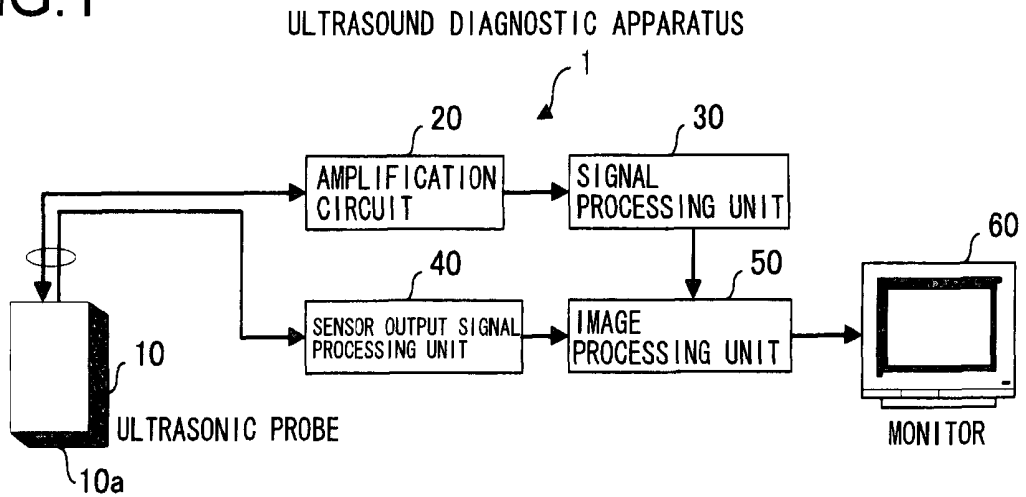 IG.1
ULTRASOUND DIAGNOSTIC APPARATUS
1
20
30
AMPLIFICATION
CIRCUIT
SIGNAL
PROCESSING UNIT
60
40
50
SENSOR OUTPUT SIGNAL
PROCESSING UNIT
IMAGE
PROCESSING UNIT
10
ULTRASONIC PROBE
MONITOR
10a